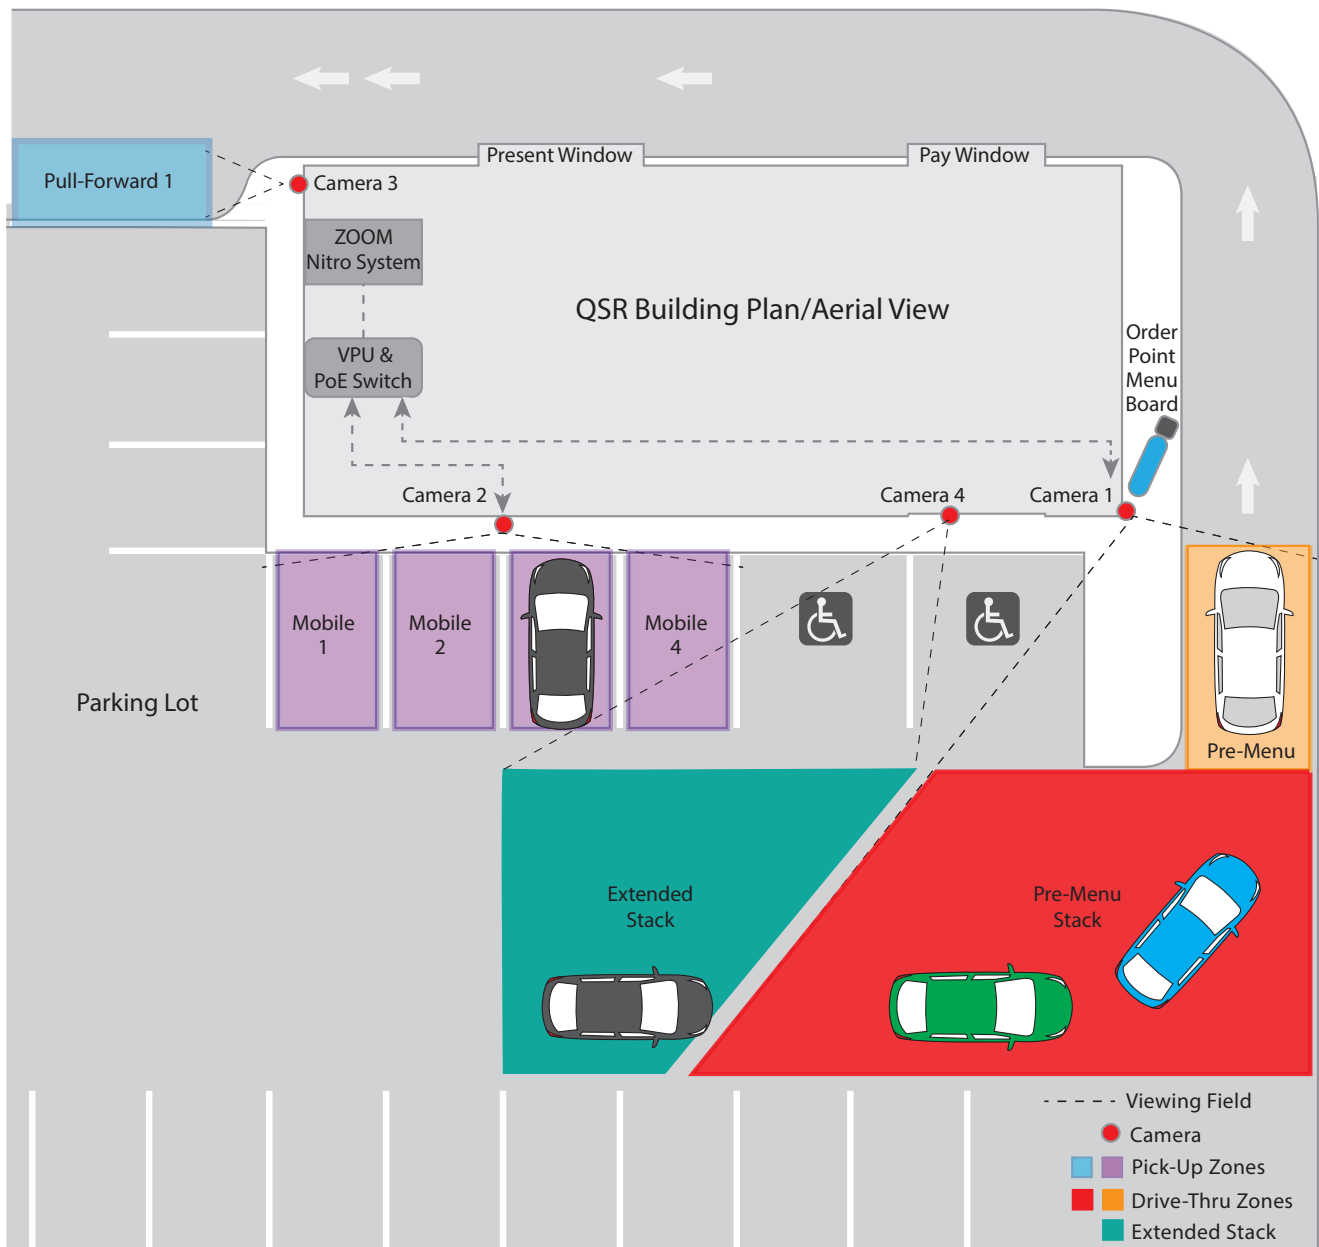 Present Window
Pay Window
Pull-Forward 1
Camera 3
ZOOM
Nitro System
QSR Building Plan/Aerial View
Order
Point
Menu
Board
VPU &
PoE Switch
Camera 2
Camera 4
Camera 1
Mobile
1
Mobile
2
Mobile
4
Parking Lot
Pre-Menu
Extended
Stack
Pre-Menu
Stack
Viewing Field
Camera
Pick-Up Zones
Drive-Thru Zones
Extended Stack